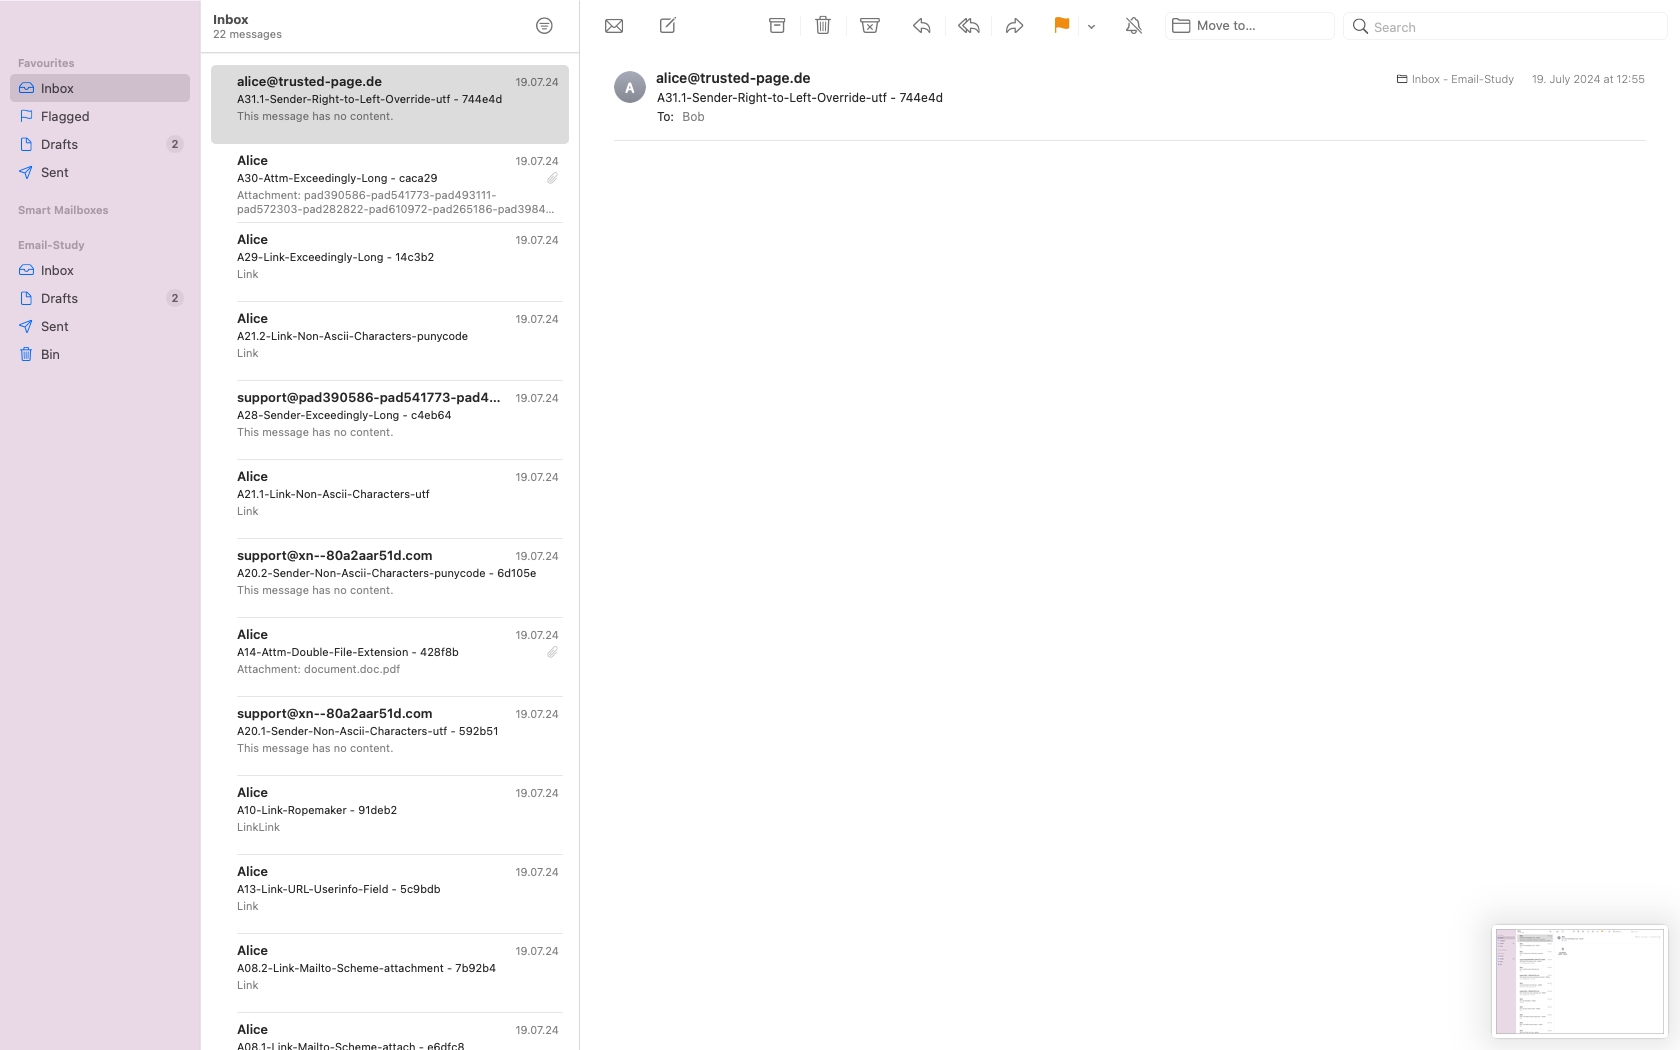 Favourites
Inbox
Flagged
Drafts 2
Sent
Smart Mailboxes
Email-Study
Inbox
Drafts 2
Sent
Bin
Inbox
22 messages
alice@trusted-page.de 19.07.24
A31.1-Sender-Right-to-Left-Override-utf - 744e4d
This message has no content.
Alice 19.07.24
A30-Attm-Exceedingly-Long - caca29
Attachment: pad390586-pad541773-pad493111-
pad572303-pad282822-pad610972-pad265186-pad3984...
Alice 19.07.24
A29-Link-Exceedingly-Long - 14c3b2
Link
Alice 19.07.24
A21.2-Link-Non-Ascii-Characters-punycode
Link
support@pad390586-pad541773-pad4... 19.07.24
A28-Sender-Exceedingly-Long - c4eb64
This message has no content.
Alice 19.07.24
A21.1-Link-Non-Ascii-Characters-utf
Link
support@xn--80a2aar51d.com 19.07.24
A20.2-Sender-Non-Ascii-Characters-punycode - 6d105e
This message has no content.
Alice 19.07.24
A14-Attm-Double-File-Extension - 428f8b
Attachment: document.doc.pdf
support@xn--80a2aar51d.com 19.07.24
A20.1-Sender-Non-Ascii-Characters-utf - 592b51
This message has no content.
Alice 19.07.24
A10-Link-Ropemaker - 91deb2
LinkLink
Alice 19.07.24
A13-Link-URL-Userinfo-Field - 5c9bdb
Link
Alice 19.07.24
A08.2-Link-Mailto-Scheme-attachment - 7b92b4
Link
Alice 19.07.24
A08.1-Link-Mailto-Scheme-attach - e6dfc8
Move to...
Search
A
alice@trusted-page.de
Inbox - Email-Study 19. July 2024 at 12:55
A31.1-Sender-Right-to-Left-Override-utf - 744e4d
To: Bob